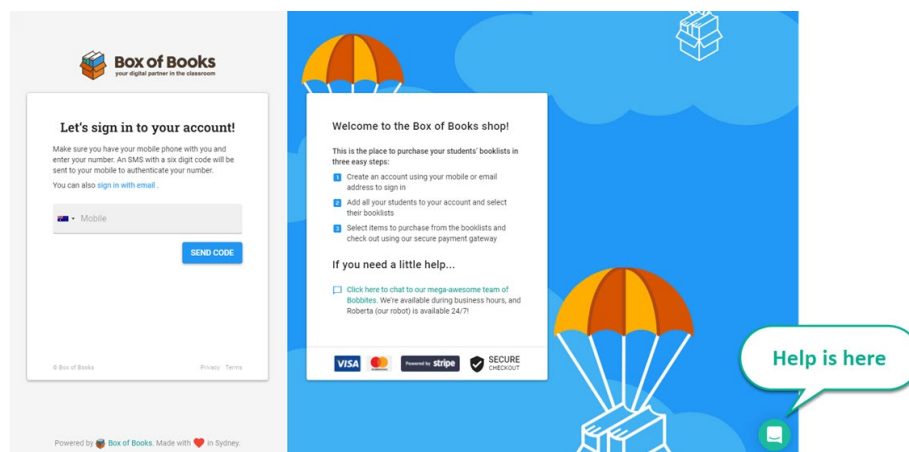 Box of Books
your digital partner in the classroom
Let's sign in to your account!
Make sure you have your mobile phone with you and
enter your number. An SMS with a six digit code will be
sent to your mobile to authenticate your number.
You can also sign in with email .
Mobile
SEND CODE
© Box of Books
Privacy Terms
Powered by Box of Books. Made with in Sydney.
Welcome to the Box of Books shop!
This is the place to purchase your students' booklists in
three easy steps:
1 Create an account using your mobile or email
address to sign in
2 Add all your students to your account and select
their booklists
3 Select items to purchase from the booklists and
check out using our secure payment gateway
If you need a little help...
Click here to chat to our mega-awesome team of
Bobbites. We're available during business hours, and
Roberta (our robot) is available 24/7!
VISA
Powered by stripe
SECURE
CHECKOUT
Help is here